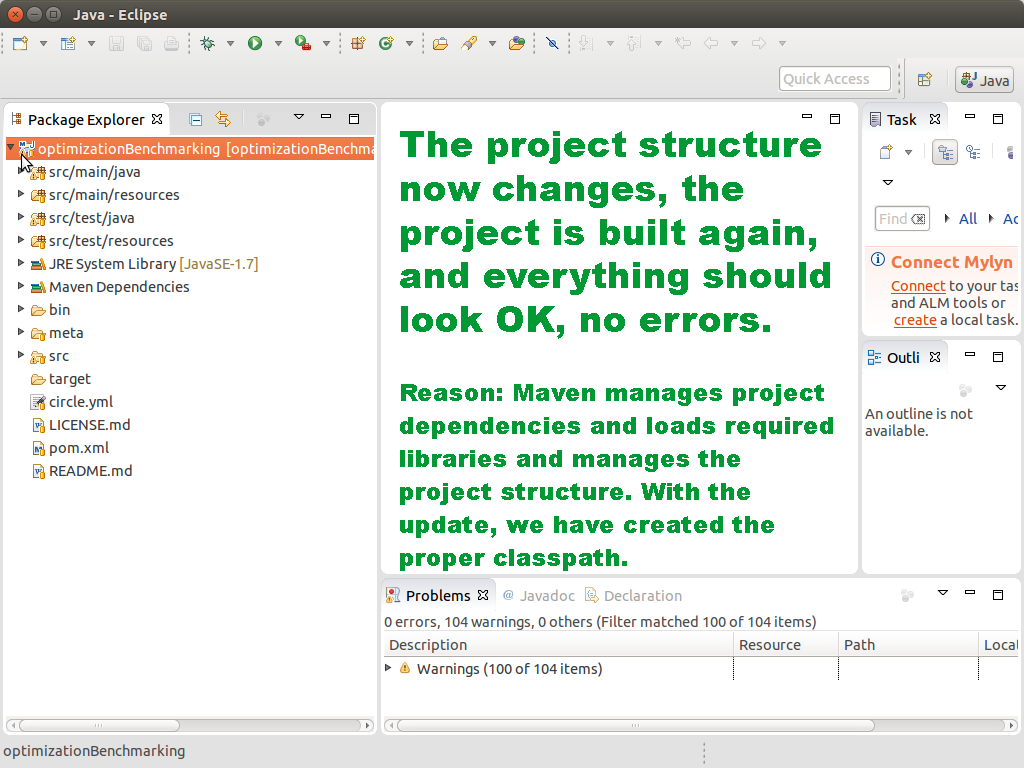 Java - Eclipse
Quick Access
Java
Package Explorer
optimizationBenchmarking [optimizationBenchma
src/main/java
src/main/resources
src/test/java
src/test/resources
JRE System Library [JavaSE-1.7]
Maven Dependencies
bin
meta
src
target
circle.yml
LICENSE.md
pom.xml
README.md
The project structure
now changes, the
project is built again,
and everything should
look OK, no errors.
Reason: Maven manages project
dependencies and loads required
libraries and manages the
project structure. With the
update, we have created the
proper classpath.
Task
Find
All
Ac
Connect Mylyn
Connect to your tas
and ALM tools or
create a local task.
Outli
An outline is not
available.
Problems
@ Javadoc
Declaration
0 errors, 104 warnings, 0 others (Filter matched 100 of 104 items)
Description Resource Path Locat
Warnings (100 of 104 items)
optimizationBenchmarking